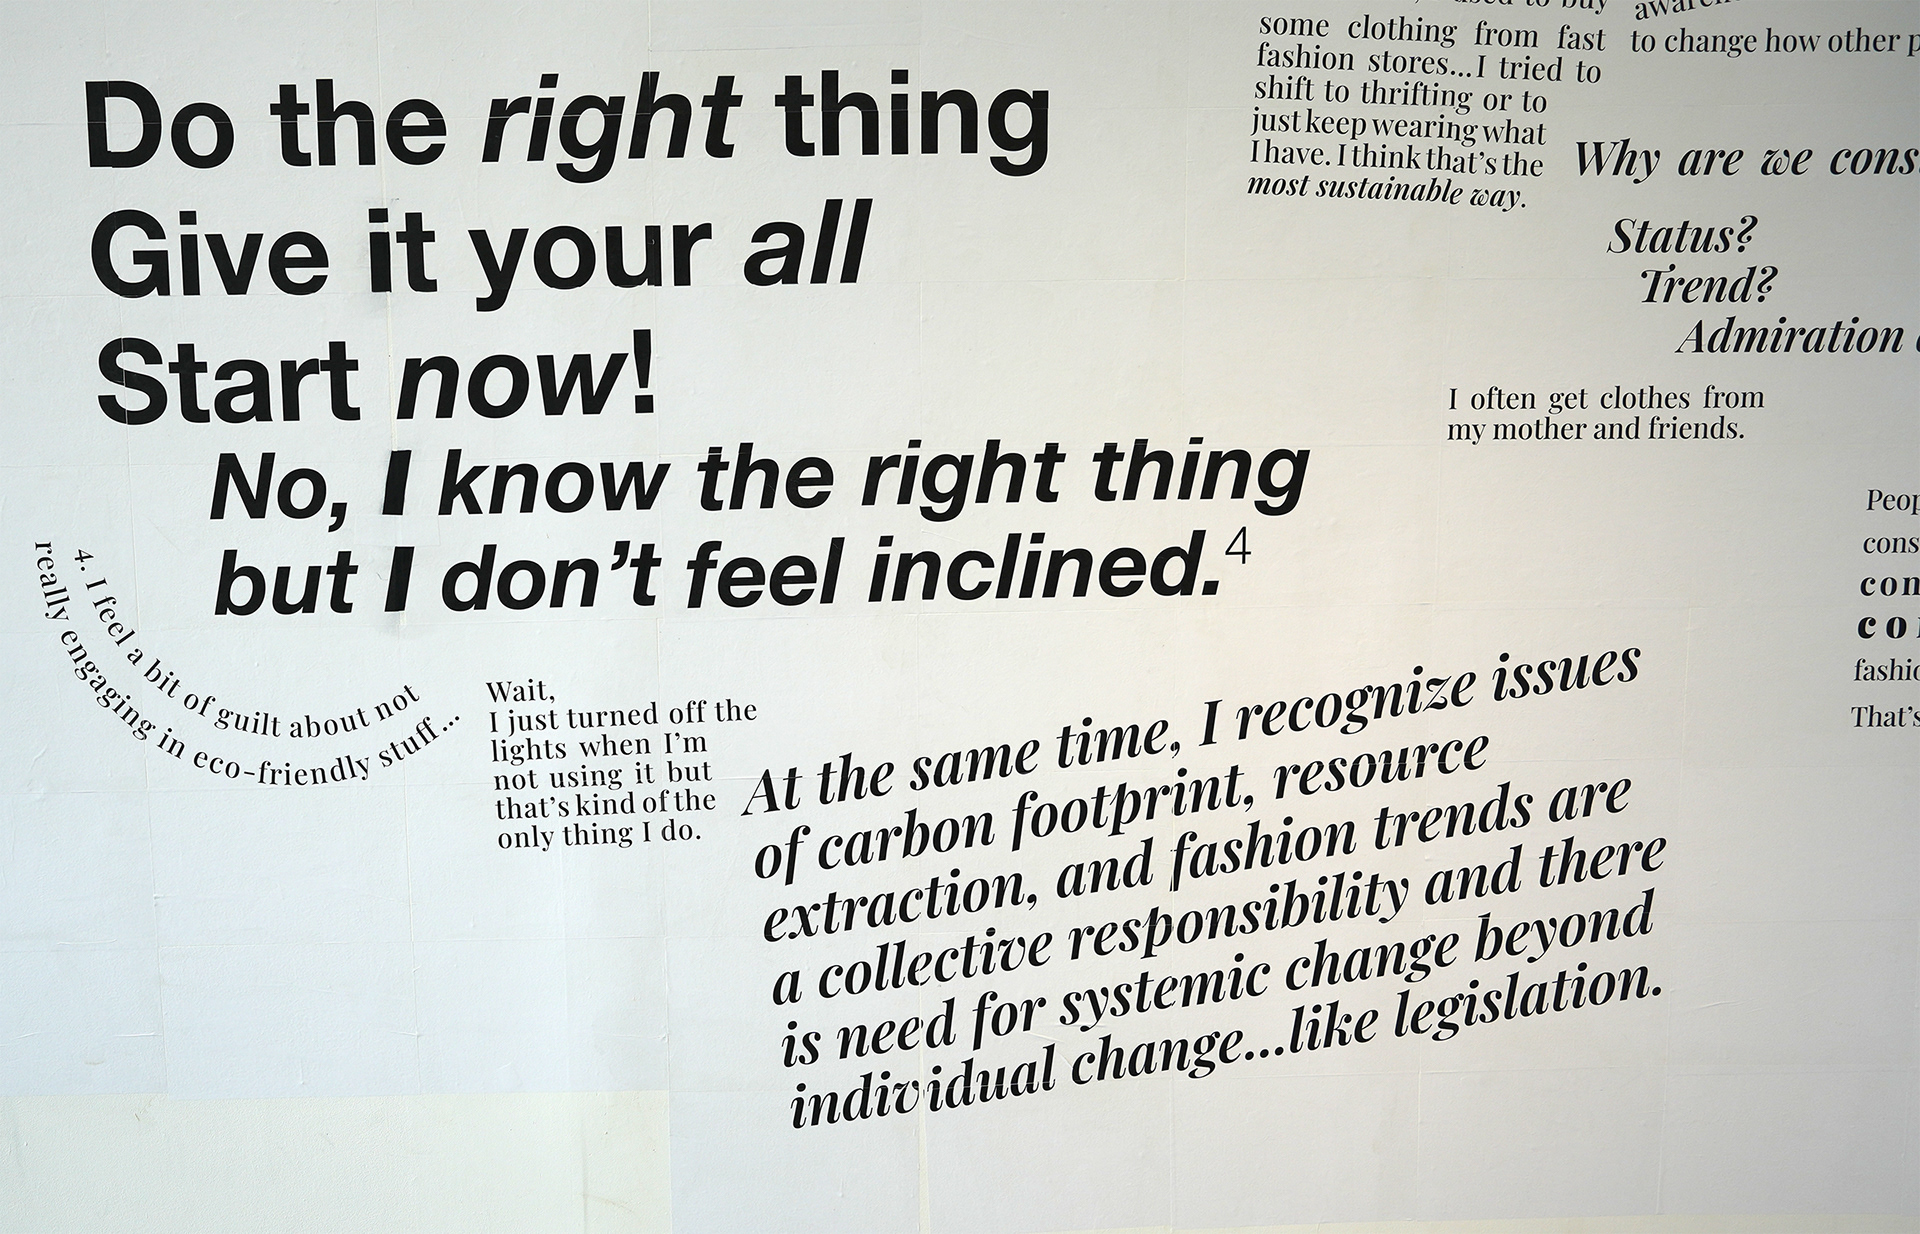 Do the right thing
Give it your all
Start now!
No, I know the right thing
but I don’t feel inclined.4
4. I feel a bit of guilt about not
really engaging in eco-friendly stuff...
Wait,
I just turned off the
lights when I’m
not using it but
that’s kind of the
only thing I do.
At the same time, I recognize issues
of carbon footprint, resource
extraction, and fashion trends are
a collective responsibility and there
is need for systemic change beyond
individual change...like legislation.
to buy
some clothing from fast
fashion stores...I tried to
shift to thrifting or to
just keep wearing what
I have. I think that’s the
most sustainable way.
to change how other
Why are we
Status?
Trend?
Admiration
I often get clothes from
my mother and friends.
That’s